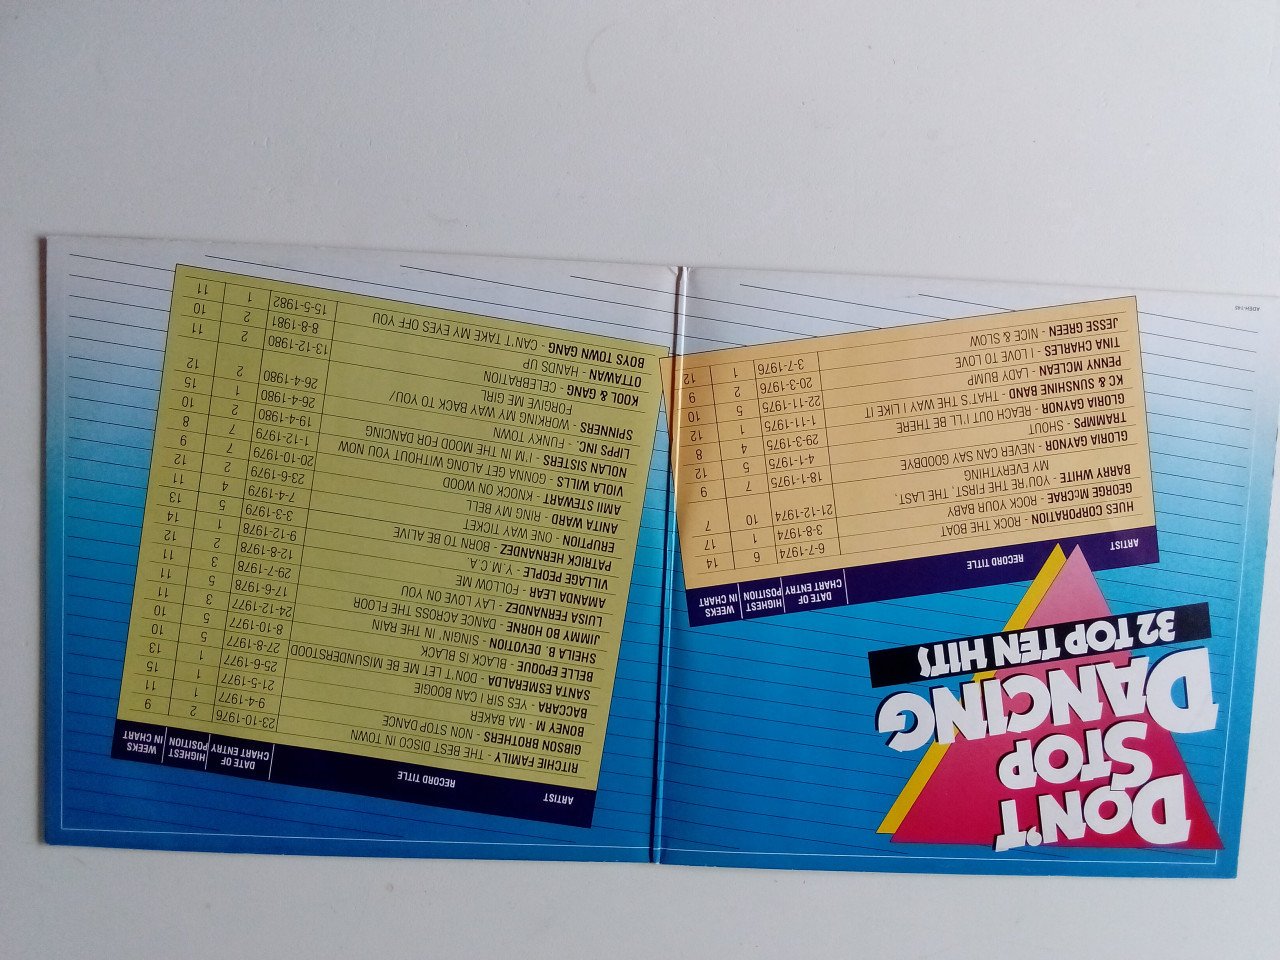 DON'T
STOP
DANCING
32 TOP TEN HITS
ARTIST RECORD TITLE DATE OF CHART ENTRY HIGHEST POSITION WEEKS IN CHART
HUES CORPORATION - ROCK THE BOAT 6-7-1974 6 14
GEORGE McCRAE - ROCK YOUR BABY 3-8-1974 1 17
BARRY WHITE - YOU'RE THE FIRST, THE LAST,
MY EVERYTHING 21-12-1974 10 7
GLORIA GAYNOR - NEVER CAN SAY GOODBYE 18-1-1975 7 9
TRAMMPS - SHOUT 4-1-1975 5 12
GLORIA GAYNOR - REACH OUT I'LL BE THERE 29-3-1975 4 8
KC & SUNSHINE BAND - THAT'S THE WAY I LIKE IT 1-11-1975 1 12
PENNY McLEAN - LADY BUMP 22-11-1975 5 10
TINA CHARLES - I LOVE TO LOVE 20-3-1976 2 9
JESSE GREEN - NICE & SLOW 3-7-1976 1 12
ADEH-145
ARTIST RECORD TITLE DATE OF CHART ENTRY HIGHEST POSITION WEEKS IN CHART
RITCHIE FAMILY - THE BEST DISCO IN TOWN 23-10-1976 2 9
GIBSON BROTHERS - NON STOP DANCE 9-4-1977 1 11
BONEY M - MA BAKER 21-5-1977 1 15
BACCARA - YES SIR I CAN BOOGIE 25-6-1977 1 13
SANTA ESMERALDA - DON'T LET ME BE MISUNDERSTOOD 27-8-1977 5 10
BELLE EPOQUE - BLACK IS BLACK 8-10-1977 5 10
SHEILA B. DEVOTION - SINGIN' IN THE RAIN 24-12-1977 3 11
JIMMY BO HORNE - DANCE ACROSS THE FLOOR 17-6-1978 5 11
LUISA FERNANDEZ - LAY LOVE ON YOU 29-7-1978 3 11
AMANDA LEAR - FOLLOW ME 12-8-1978 2 12
VILLAGE PEOPLE - Y.M.C.A. 9-12-1978 1 14
PATRICK HERNANDEZ - BORN TO BE ALIVE 3-3-1979 5 13
ERUPTION - ONE WAY TICKET 7-4-1979 4 11
ANITA WARD - RING MY BELL 23-6-1979 2 12
AMII STEWART - KNOCK ON WOOD 20-10-1979 7 9
VIOLA WILLS - GONNA GET ALONG WITHOUT YOU NOW 1-12-1979 7 8
NOLAN SISTERS - I'M IN THE MOOD FOR DANCING 19-4-1980 2 10
LIPPS INC. - FUNKY TOWN 26-4-1980 1 15
SPINNERS - WORKING MY WAY BACK TO YOU/
FORGIVE ME GIRL 26-4-1980 2 12
KOOL & GANG - CELEBRATION 13-12-1980 2 11
OTTAWAN - HANDS UP 8-8-1981 2 10
BOYS TOWN GANG - CAN'T TAKE MY EYES OFF YOU 15-5-1982 1 11